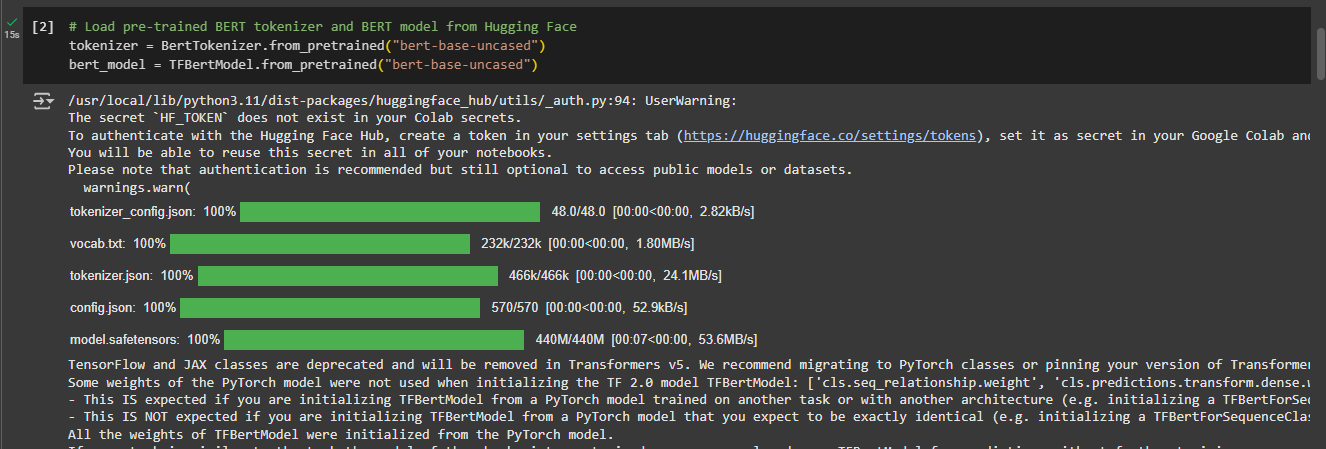 15s
[2] # Load pre-trained BERT tokenizer and BERT model from Hugging Face
tokenizer = BertTokenizer.from_pretrained("bert-base-uncased")
bert_model = TFBertModel.from_pretrained("bert-base-uncased")
/usr/local/lib/python3.11/dist-packages/huggingface_hub/utils/_auth.py:94: UserWarning:
The secret `HF_TOKEN` does not exist in your Colab secrets.
To authenticate with the Hugging Face Hub, create a token in your settings tab (https://huggingface.co/settings/tokens), set it as secret in your Google Colab and
You will be able to reuse this secret in all of your notebooks.
Please note that authentication is recommended but still optional to access public models or datasets.
warnings.warn(
tokenizer_config.json: 100% 48.0/48.0 [00:00<00:00, 2.82kB/s]
vocab.txt: 100% 232k/232k [00:00<00:00, 1.80MB/s]
tokenizer.json: 100% 466k/466k [00:00<00:00, 24.1MB/s]
config.json: 100% 570/570 [00:00<00:00, 52.9kB/s]
model.safetensors: 100% 440M/440M [00:07<00:00, 53.6MB/s]
TensorFlow and JAX classes are deprecated and will be removed in Transformers v5. We recommend migrating to PyTorch classes or pinning your version of Transformer
Some weights of the PyTorch model were not used when initializing the TF 2.0 model TFBertModel: ['cls.seq_relationship.weight', 'cls.predictions.transform.dense.w
- This IS expected if you are initializing TFBertModel from a PyTorch model trained on another task or with another architecture (e.g. initializing a TFBertForSeq
- This IS NOT expected if you are initializing TFBertModel from a PyTorch model that you expect to be exactly identical (e.g. initializing a TFBertForSequenceClas
All the weights of TFBertModel were initialized from the PyTorch model.